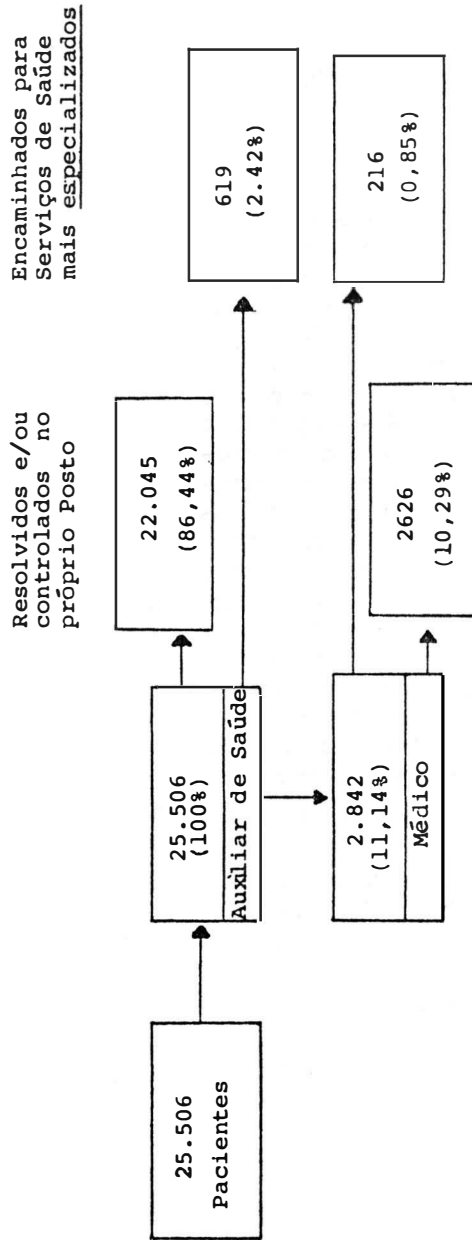 Resolvidos e/ou
controlados no
próprio Posto
Encaminhados para
Serviços de Saúde
mais especializados
25.506
Pacientes
25.506
(100%)
Auxiliar de Saúde
22.045
(86,44%)
619
(2.42%)
2.842
(11,14%)
Médico
2626
(10,29%)
216
(0,85%)